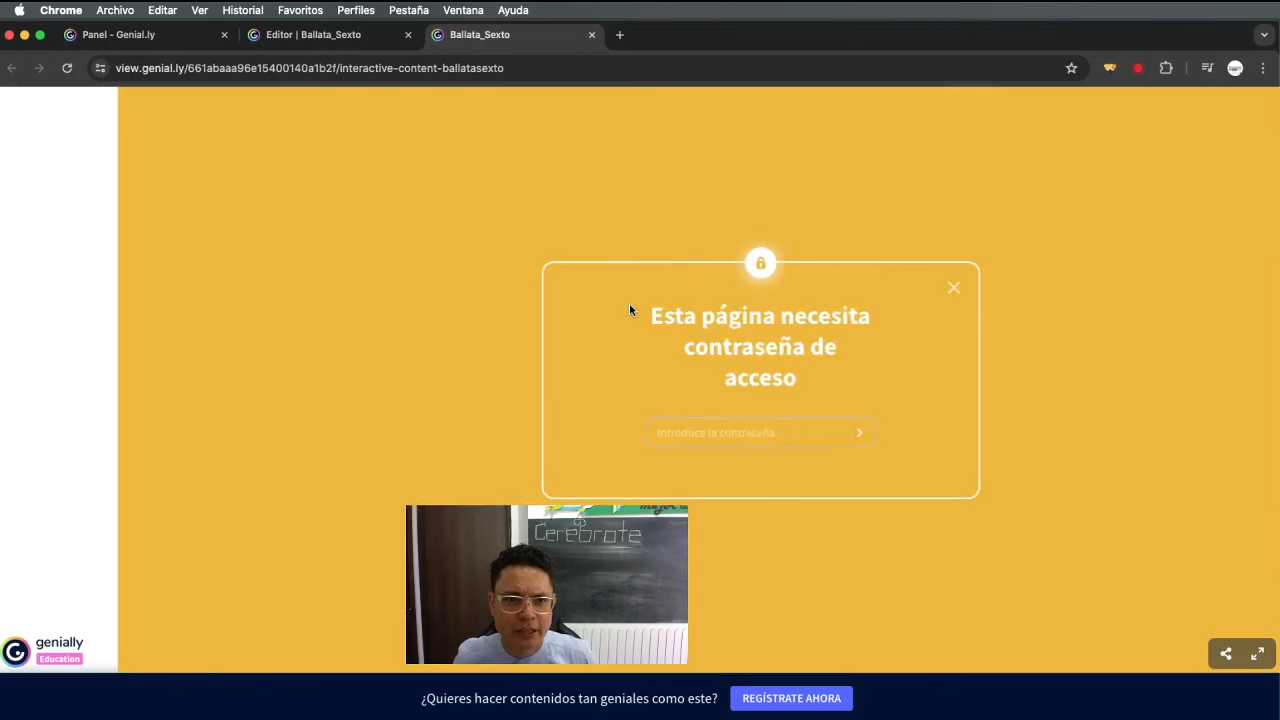 Chrome Archivo Editar Ver Historial Favoritos Perfiles Pestaña Ventana Ayuda
Panel - Genial.ly Editor | Ballata_Sexto Ballata_Sexto
view.genial.ly/661abaaa96e15400140a1b2f/interactive-content-ballatasexto
Esta página necesita
contraseña de
acceso
Introduce la contraseña
Cerebrate
genially
Education
¿Quieres hacer contenidos tan geniales como este? REGÍSTRATE AHORA